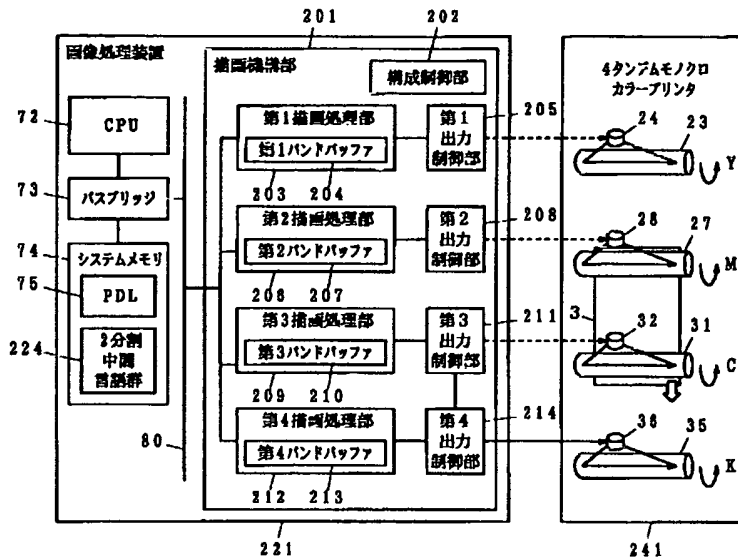 201
202
画像処理装置
描画機構部
構成制御部
4タンデムモノクロ
カラープリンタ
72
CPU
第1描画処理部
第1バンドバッファ
第1
出力
制御部
205
24
23
Y
73
バスブリッジ
203
204
74
システムメモリ
第2描画処理部
第2バンドバッファ
第2
出力
制御部
208
28
27
M
75
PDL
206
207
224
2分割
中間
言語群
第3描画処理部
第3バンドバッファ
第3
出力
制御部
211
3
32
31
C
209
210
80
第4描画処理部
第4バンドバッファ
第4
出力
制御部
214
36
35
K
212
213
221
241